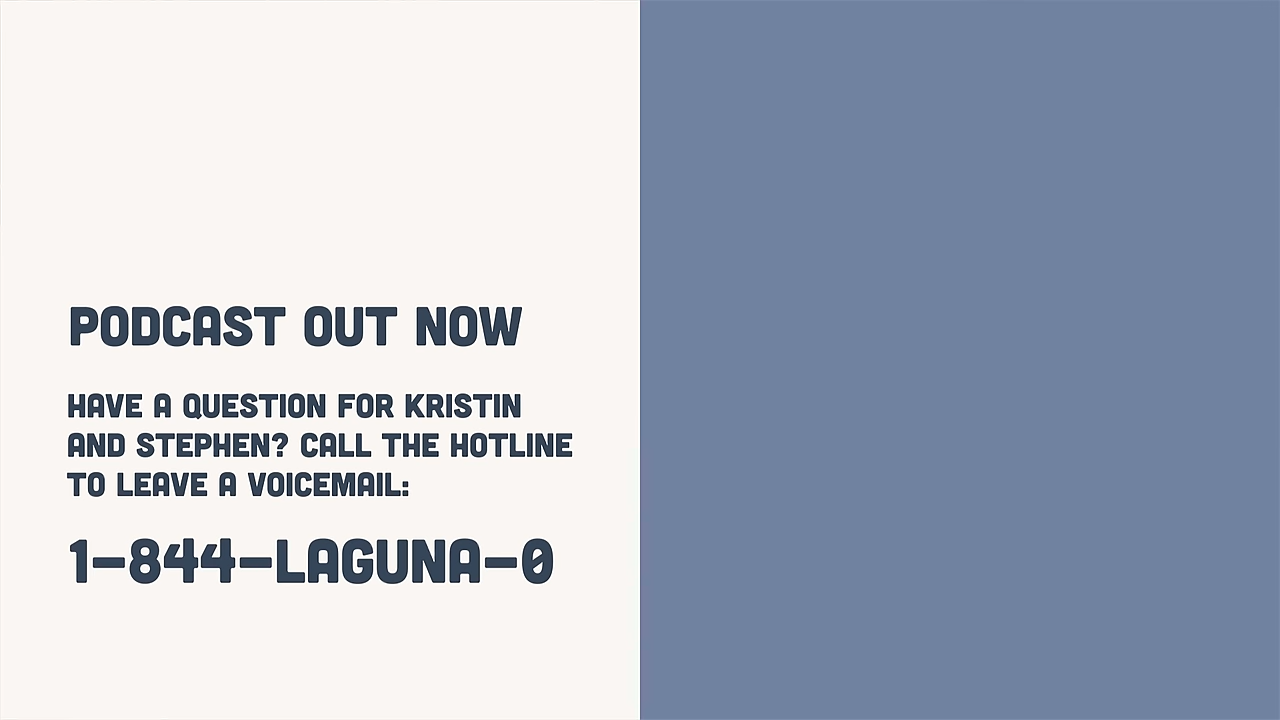 PODCAST OUT NOW
HAVE A QUESTION FOR KRISTIN
AND STEPHEN? CALL THE HOTLINE
TO LEAVE A VOICEMAIL:
1-844-LAGUNA-0